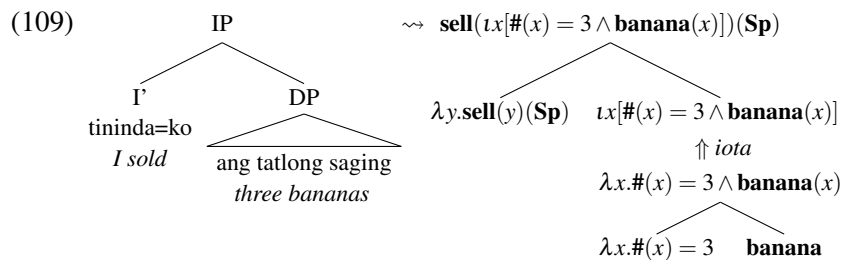 (109) IP ⇝ sell(ιx[#(x) = 3 ∧ banana(x)])(Sp)
I' DP λy.sell(y)(Sp) ιx[#(x) = 3 ∧ banana(x)]
tininda=ko
I sold ⇑ iota
ang tatlong saging
three bananas
λx.#(x) = 3 ∧ banana(x)
λx.#(x) = 3 banana